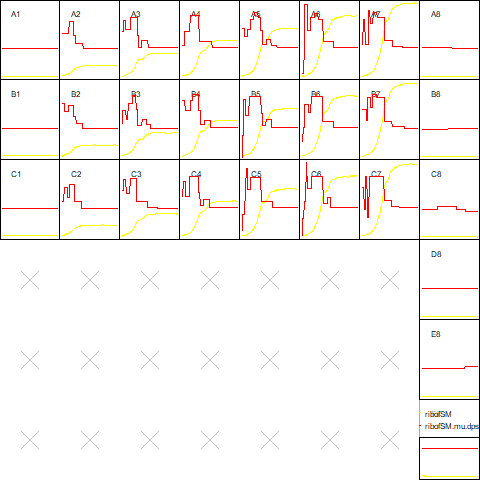 A1 A2 A3 A4 A5 A6 A7 A8
B1 B2 B3 B4 B5 B6 B7 B8
C1 C2 C3 C4 C5 C6 C7 C8
D8
E8
ribofSM
ribofSM.mu.dps